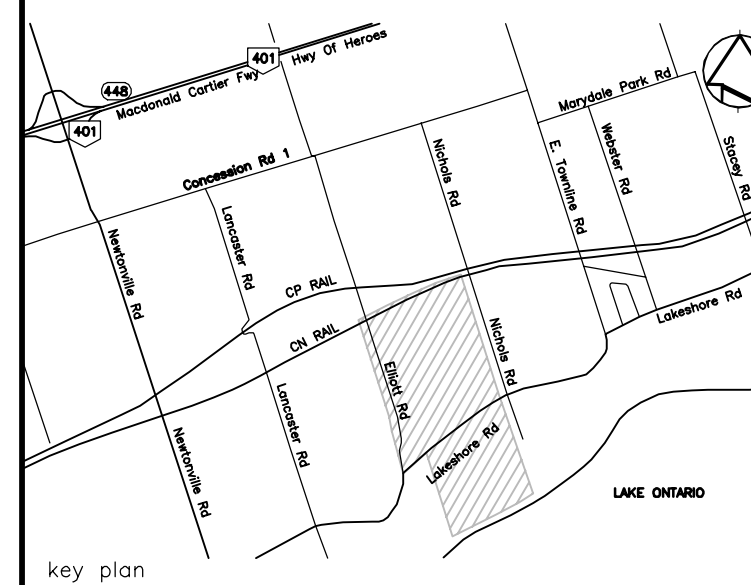 401
Hwy Of Heroes
448
Macdonald Cartier Fwy
401
Marydale Park Rd
Concession Rd 1
Nichols Rd
E. Townline Rd
Webster Rd
Stacey Rd
Newtonville Rd
Lancaster Rd
CP RAIL
CN RAIL
Lakeshore Rd
Nichols Rd
Elliott Rd
Lancaster Rd
Newtonville Rd
Lakeshore Rd
LAKE ONTARIO
key plan